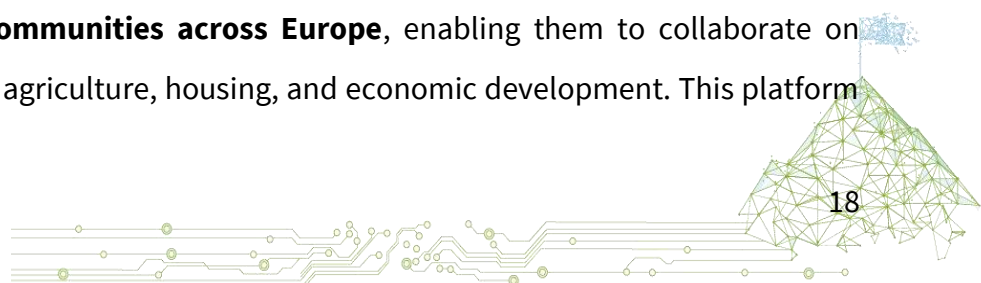 ommunities across Europe, enabling them to collaborate on
agriculture, housing, and economic development. This platform
18